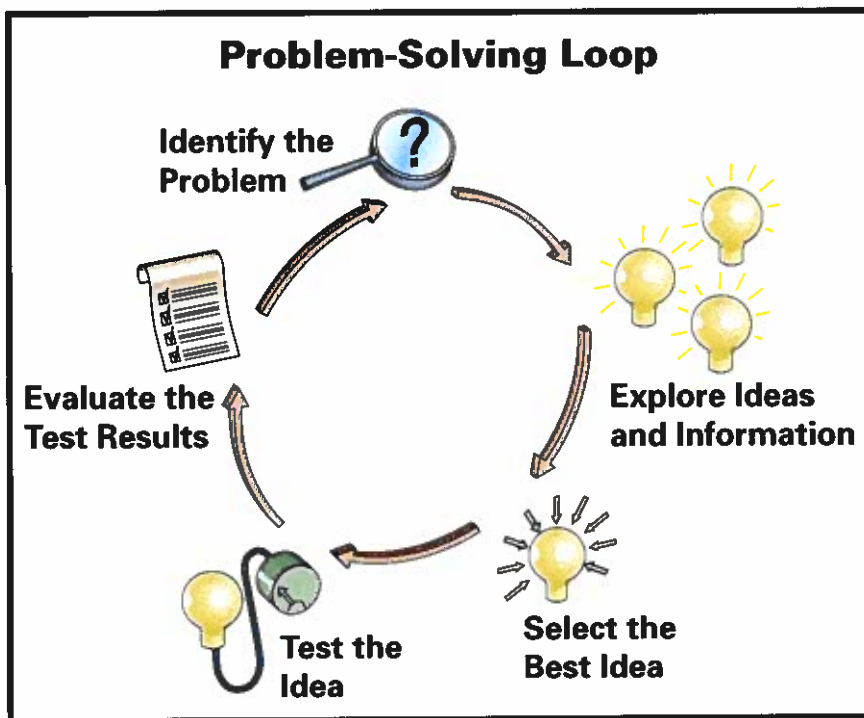 Problem-Solving Loop
Identify the
Problem
?
Explore Ideas
and Information
Select the
Best Idea
Test the
Idea
Evaluate the
Test Results